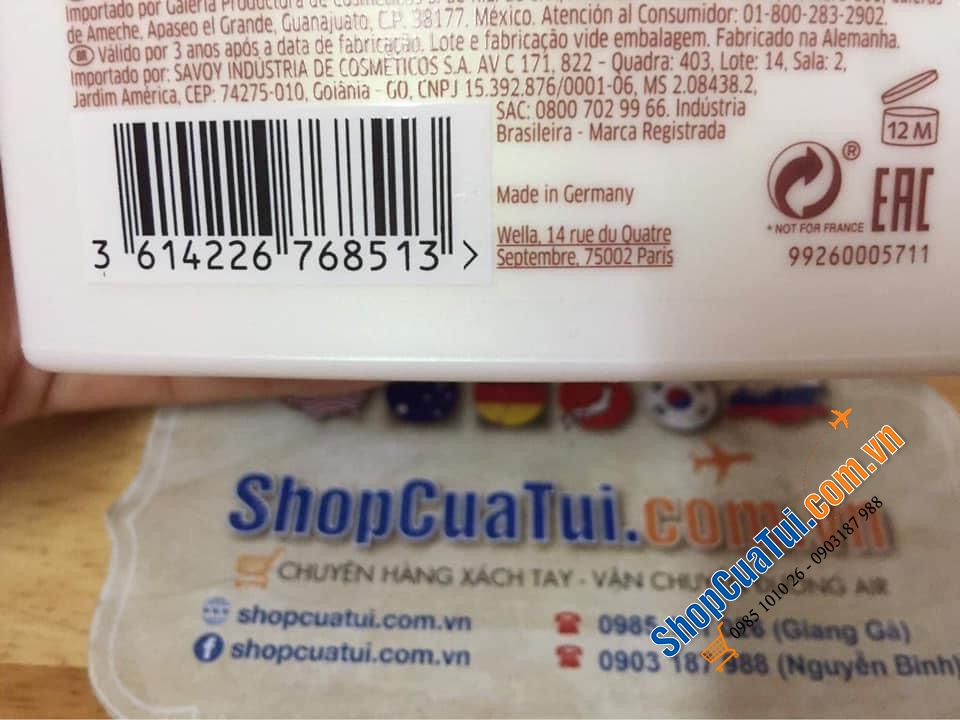 Importado por Galería Productora de Cosméticos S. de R.L. de
de Ameche, Apaseo el Grande, Guanajuato, C.P. 38177. México. Atención al Consumidor: 01-800-283-2902.
Válido por 3 anos após a data de fabricação. Lote e fabricação vide embalagem. Fabricado na Alemanha.
Importado por: SAVOY INDÚSTRIA DE COSMÉTICOS S.A. AV C 171, 822 - Quadra: 403, Lote: 14, Sala: 2,
Jardim América, CEP: 74275-010, Goiânia - GO, CNPJ 15.392.876/0001-06, MS 2.08438.2,
SAC: 0800 702 99 66. Indústria
Brasileira - Marca Registrada
12 M
Made in Germany
®
EAC
* NOT FOR FRANCE
Wella, 14 rue du Quatre
Septembre, 75002 Paris
99260005711
3 614226 768513 >
ShopCuaTui.com.vn
CHUYÊN HÀNG XÁCH TAY - VẬN CHUYỂN ĐƯỜNG AIR
shopcuatui.com.vn
0985 (Giang Gà)
shopcuatui.com.vn
0903 187 988 (Nguyễn Bình)
ShopCuaTui.com.vn
0985 1010 26 - 0903187 988